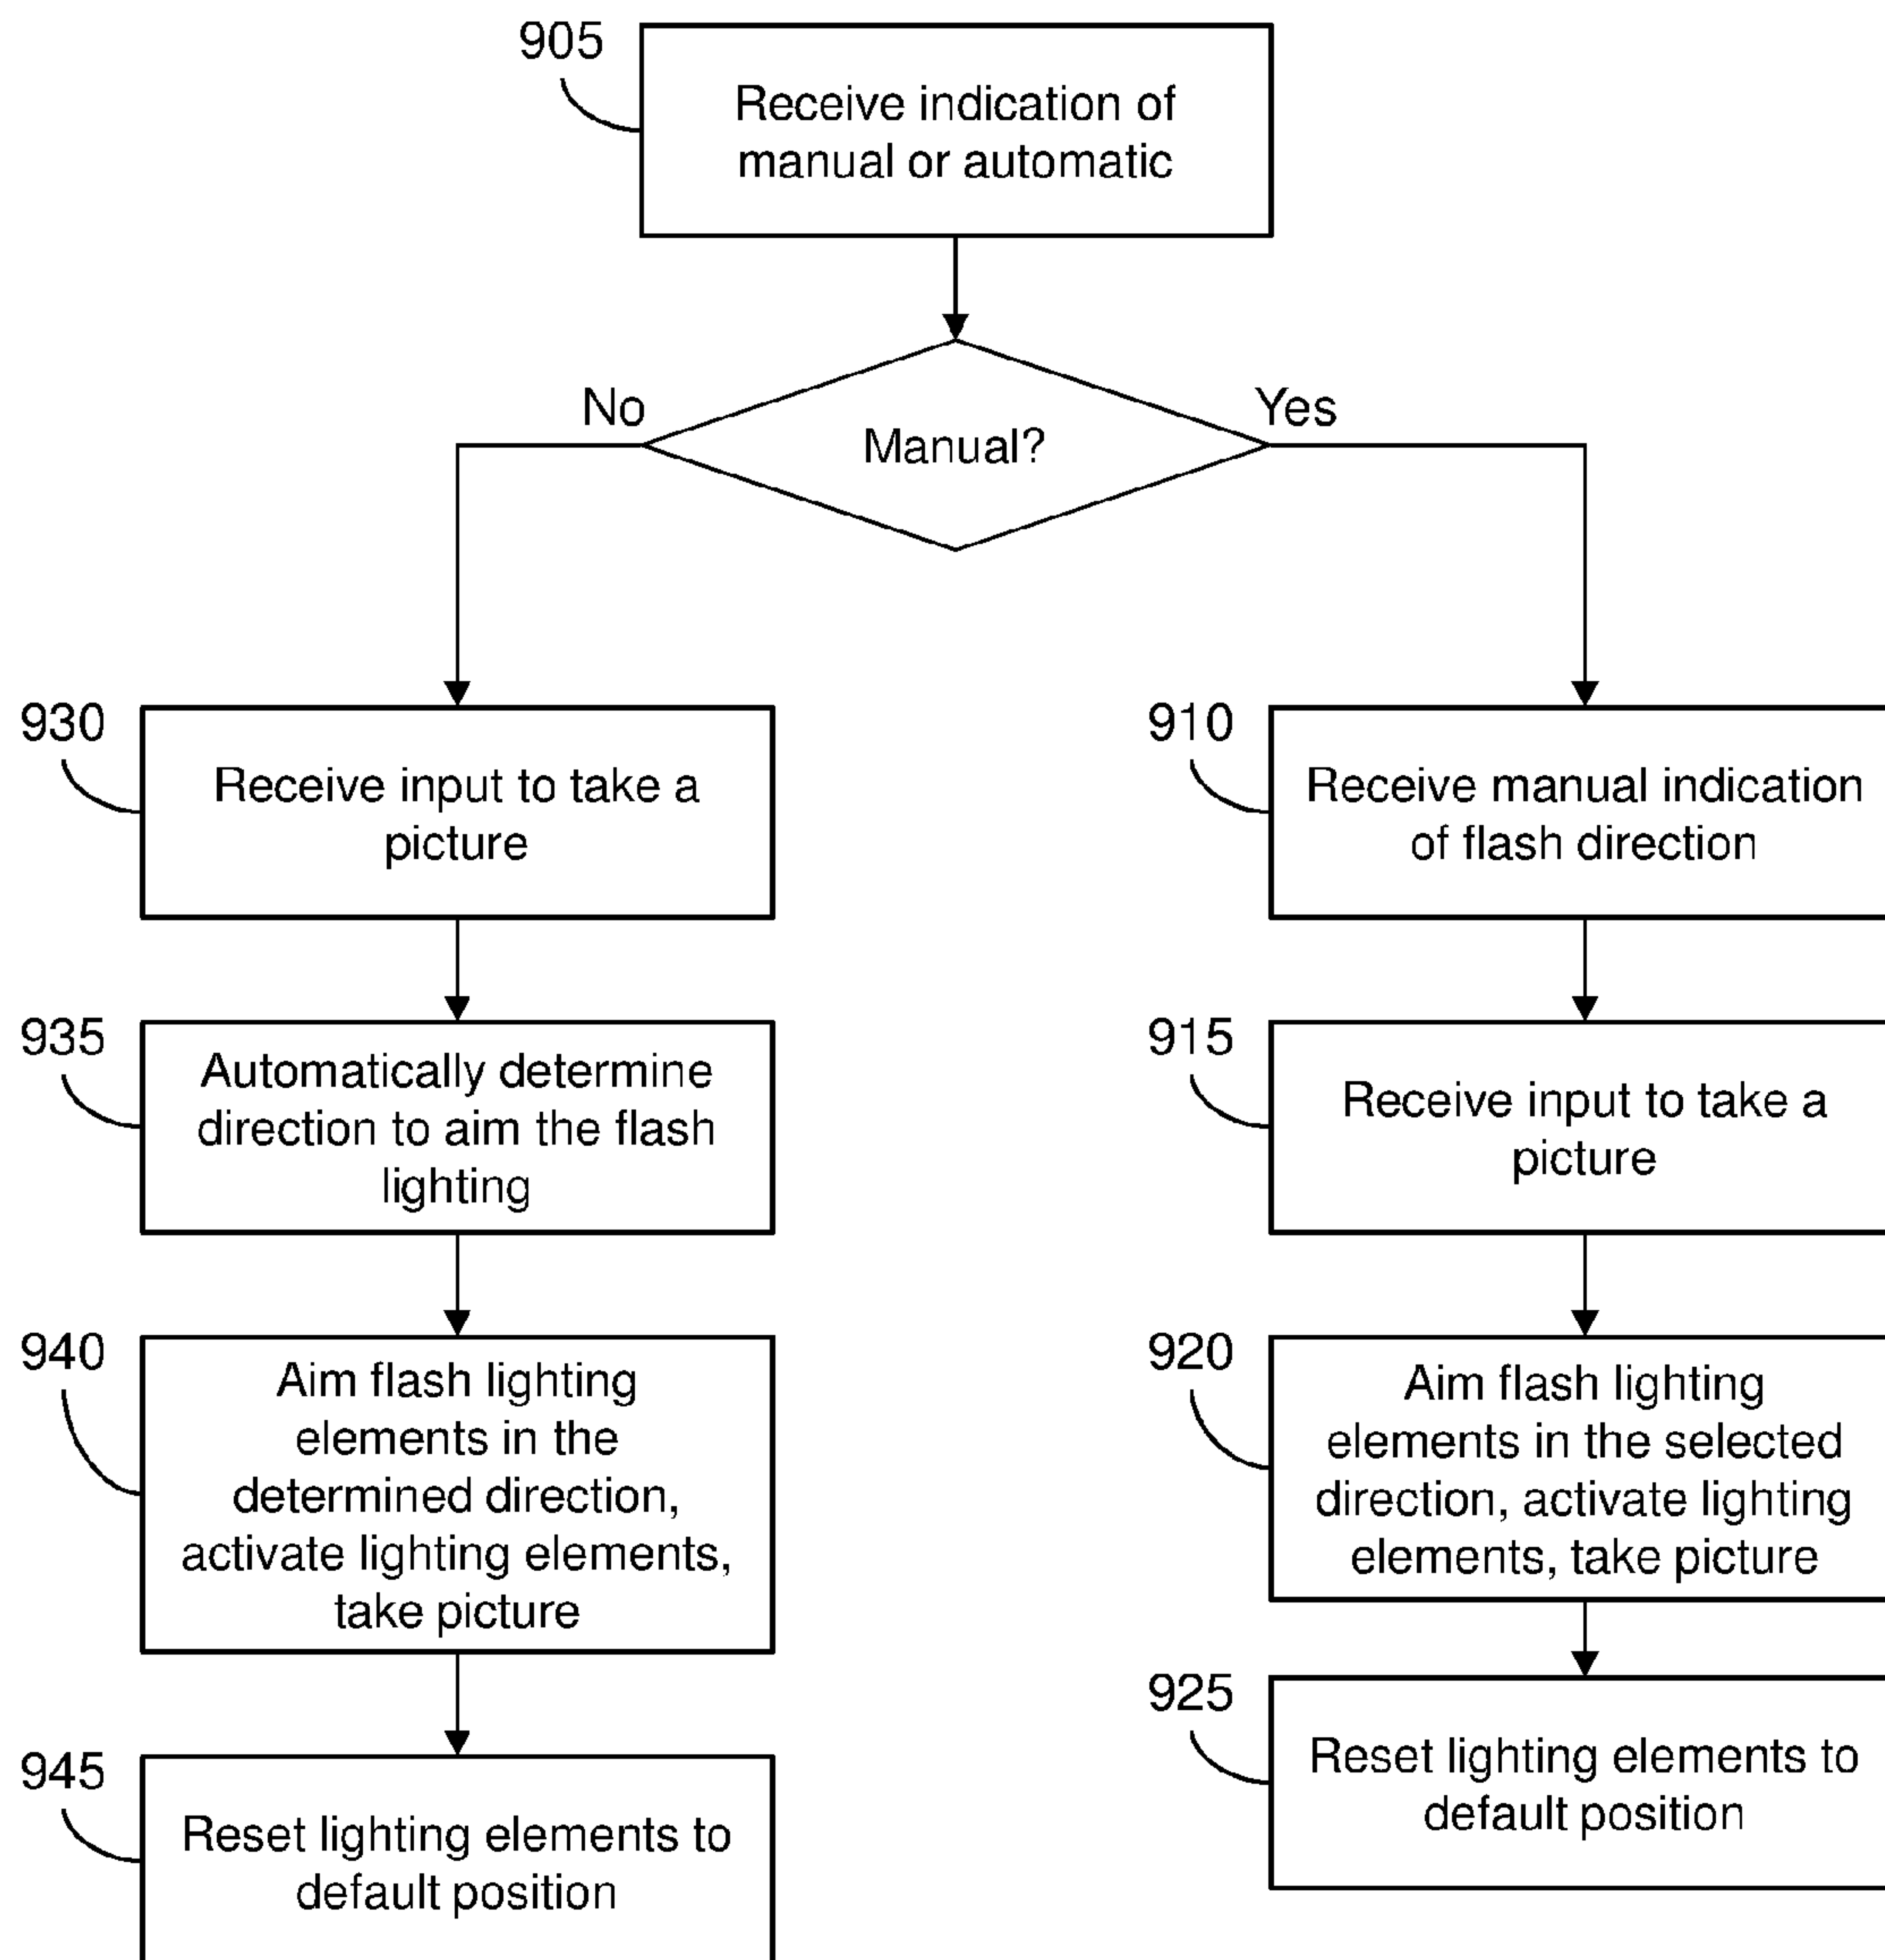 905
Receive indication of
manual or automatic
No
Yes
Manual?
930
Receive input to take a
picture
935
Automatically determine
direction to aim the flash
lighting
940
Aim flash lighting
elements in the
determined direction,
activate lighting elements,
take picture
945
Reset lighting elements to
default position
910
Receive manual indication
of flash direction
915
Receive input to take a
picture
920
Aim flash lighting
elements in the selected
direction, activate lighting
elements, take picture
925
Reset lighting elements to
default position